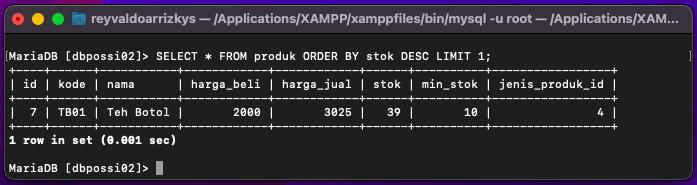 reyvaldoarrizkys — /Applications/XAMPP/xamppfiles/bin/mysql -u root — /Applications/XAM...
[MariaDB [dbpossi02]> SELECT * FROM produk ORDER BY stok DESC LIMIT 1; ]
+----+------+-----------+------------+------------+------+----------+-----------------+
| id | kode | nama | harga_beli | harga_jual | stok | min_stok | jenis_produk_id |
+----+------+-----------+------------+------------+------+----------+-----------------+
| 7 | TB01 | Teh Botol | 2000 | 3025 | 39 | 10 | 4 |
+----+------+-----------+------------+------------+------+----------+-----------------+
1 row in set (0.001 sec)
MariaDB [dbpossi02]>